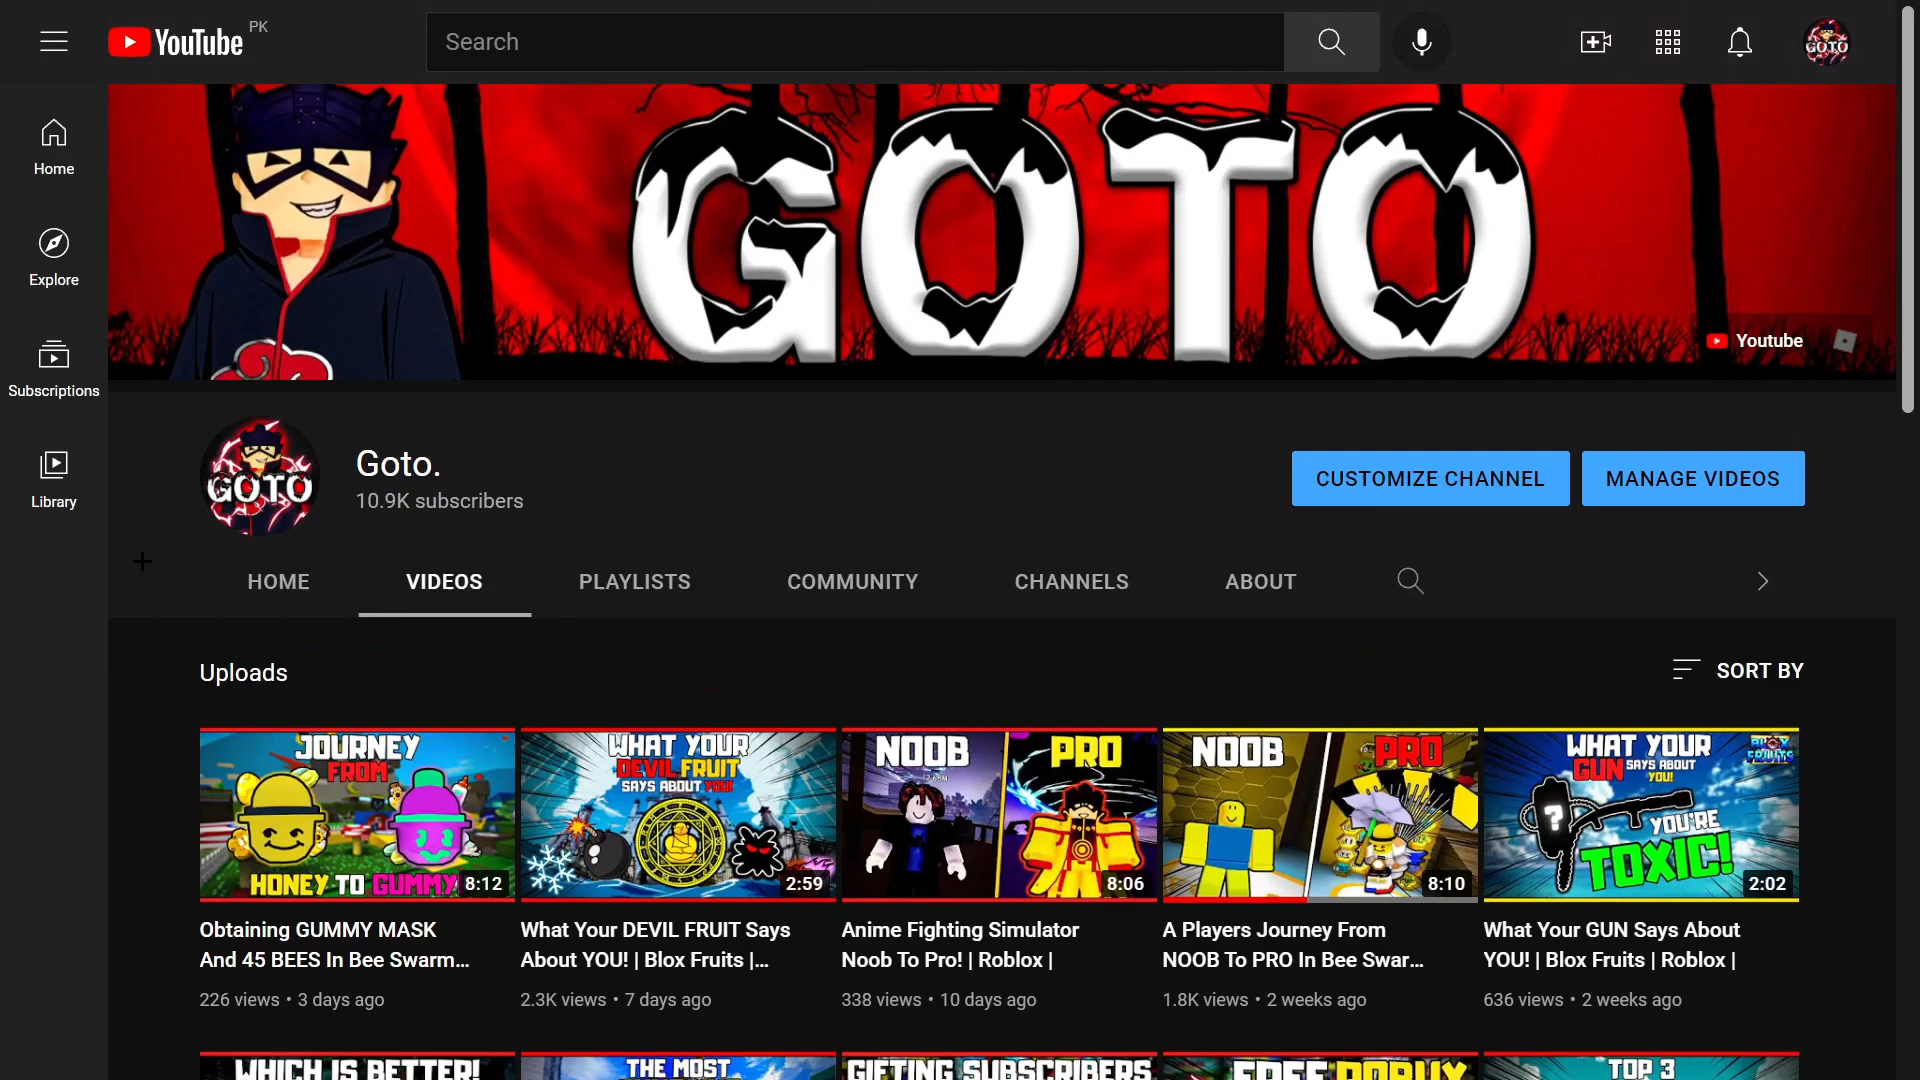 YouTube PK
Search
GOTO
Home
GOTO
Explore
Youtube
Subscriptions
Library
GOTO
Goto.
10.9K subscribers
CUSTOMIZE CHANNEL
MANAGE VIDEOS
HOME
VIDEOS
PLAYLISTS
COMMUNITY
CHANNELS
ABOUT
Uploads
SORT BY
JOURNEY
FROM
HONEY TO GUMMY
8:12
WHAT YOUR
DEVIL FRUIT
SAYS ABOUT YOU!
2:59
NOOB
PRO
8:06
NOOB
PRO
8:10
WHAT YOUR
GUN SAYS ABOUT
YOU!
BLOX
FRUITS
?
YOU'RE
TOXIC!
2:02
Obtaining GUMMY MASK
And 45 BEES In Bee Swarm...
226 views • 3 days ago
What Your DEVIL FRUIT Says
About YOU! | Blox Fruits |...
2.3K views • 7 days ago
Anime Fighting Simulator
Noob To Pro! | Roblox |
338 views • 10 days ago
A Players Journey From
NOOB To PRO In Bee Swar...
1.8K views • 2 weeks ago
What Your GUN Says About
YOU! | Blox Fruits | Roblox |
636 views • 2 weeks ago
WHICH IS BETTER!
THE MOST
GIFTING SUBSCRIBERS
FREE ROBUX
TOP 3